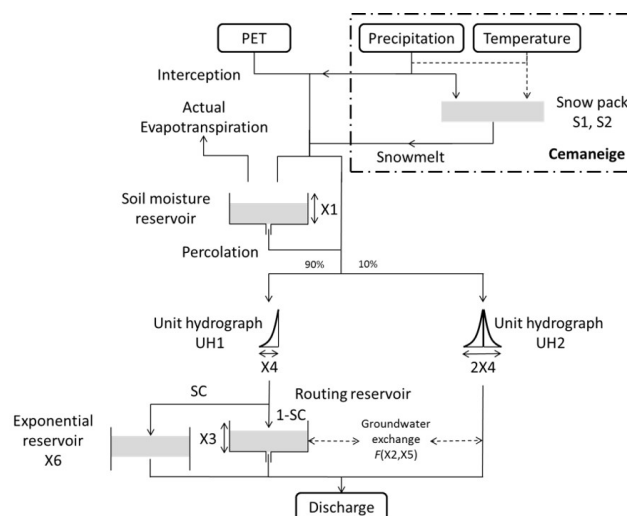 PET
Precipitation
Temperature
Interception
Snow pack
S1, S2
Actual
Evapotranspiration
Snowmelt
Cemaneige
Soil moisture
reservoir
X1
Percolation
90%
10%
Unit hydrograph
UH1
X4
Unit hydrograph
UH2
2X4
SC
Routing reservoir
1-SC
Exponential
reservoir
X6
X3
Groundwater
exchange
F(X2,X5)
Discharge